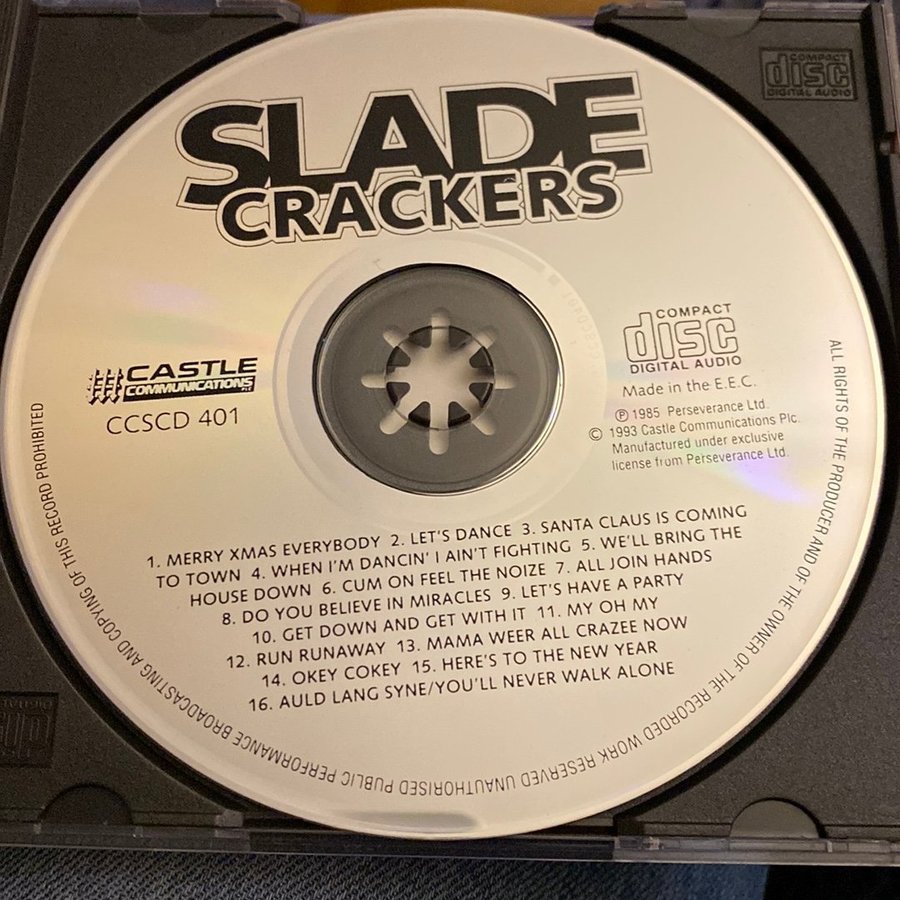 SLADE
CRACKERS
COMPACT
disc
DIGITAL AUDIO
CASTLE
COMMUNICATIONS PLC
CCSCD 401
COMPACT
disc
DIGITAL AUDIO
Made in the E.E.C.
Ⓟ 1985 Perseverance Ltd.
© 1993 Castle Communications Plc.
Manufactured under exclusive
license from Perseverance Ltd.
1. MERRY XMAS EVERYBODY 2. LET'S DANCE 3. SANTA CLAUS IS COMING
TO TOWN 4. WHEN I'M DANCIN' I AIN'T FIGHTING 5. WE'LL BRING THE
HOUSE DOWN 6. CUM ON FEEL THE NOIZE 7. ALL JOIN HANDS
8. DO YOU BELIEVE IN MIRACLES 9. LET'S HAVE A PARTY
10. GET DOWN AND GET WITH IT 11. MY OH MY
12. RUN RUNAWAY 13. MAMA WEER ALL CRAZEE NOW
14. OKEY COKEY 15. HERE'S TO THE NEW YEAR
16. AULD LANG SYNE/YOU'LL NEVER WALK ALONE
ALL RIGHTS OF THE PRODUCER AND OF THE OWNER OF THE RECORDED WORK RESERVED UNAUTHORISED PUBLIC PERFORMANCE BROADCASTING AND COPYING OF THIS RECORD PROHIBITED